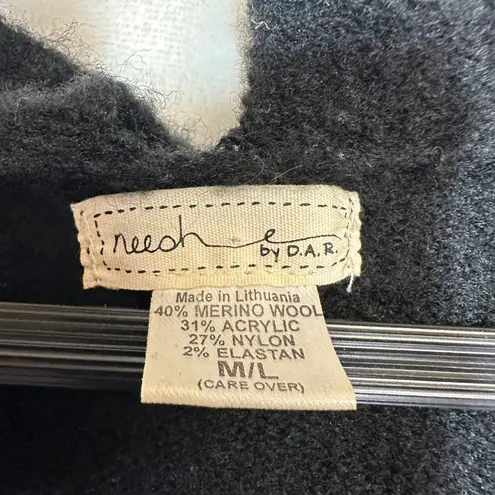 neesh
by D.A.R.
Made in Lithuania
40% MERINO WOOL
31% ACRYLIC
27% NYLON
2% ELASTAN
M/L
(CARE OVER)